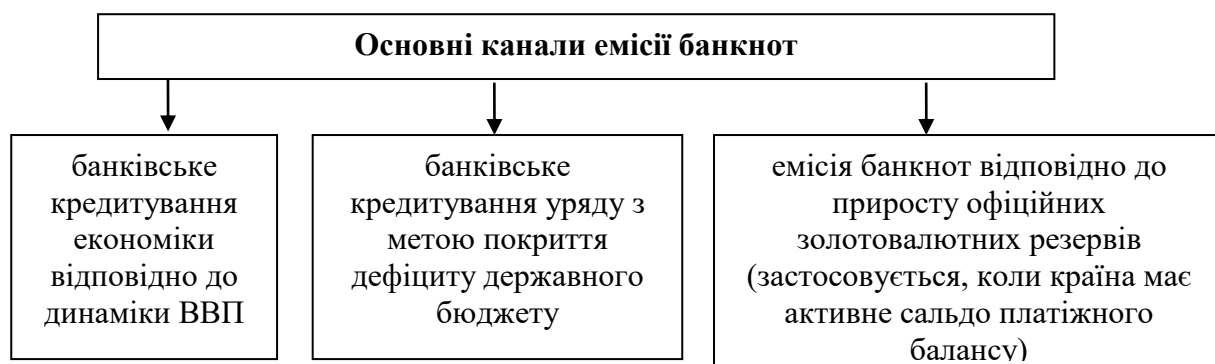 Основні канали емісії банкнот
банківське
кредитування
економіки
відповідно до
динаміки ВВП
банківське
кредитування уряду з
метою покриття
дефіциту державного
бюджету
емісія банкнот відповідно до
приросту офіційних
золотовалютних резервів
(застосовується, коли країна має
активне сальдо платіжного
балансу)